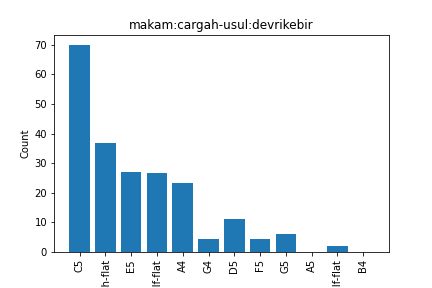 makam:cargah-usul:devrikebir
Count
70
60
50
40
30
20
10
0
C5
h-flat
E5
lf-flat
A4
G4
D5
F5
G5
A5
lf-flat
B4